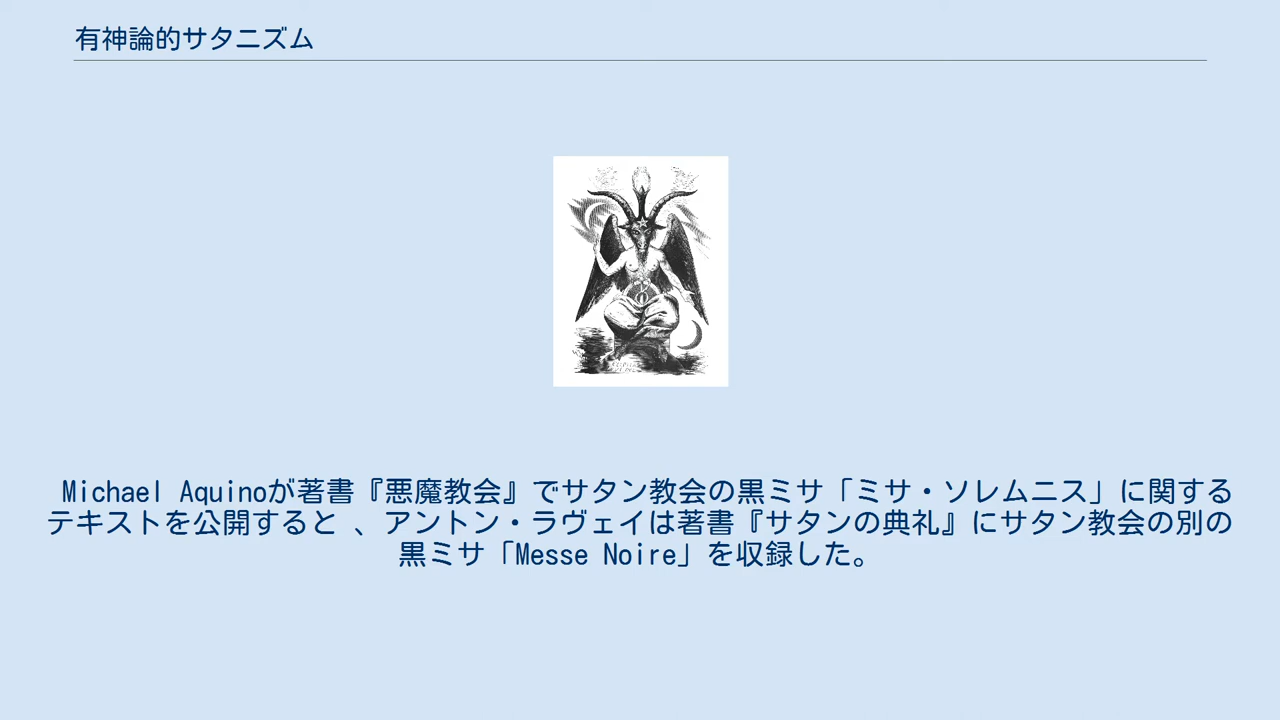 有神論的サタニズム
Michael Aquinoが著書『悪魔教会』でサタン教会の黒ミサ「ミサ・ソレムニス」に関する
テキストを公開すると 、アントン・ラヴェイは著書『サタンの典礼』にサタン教会の別の
黒ミサ「Messe Noire」を収録した。